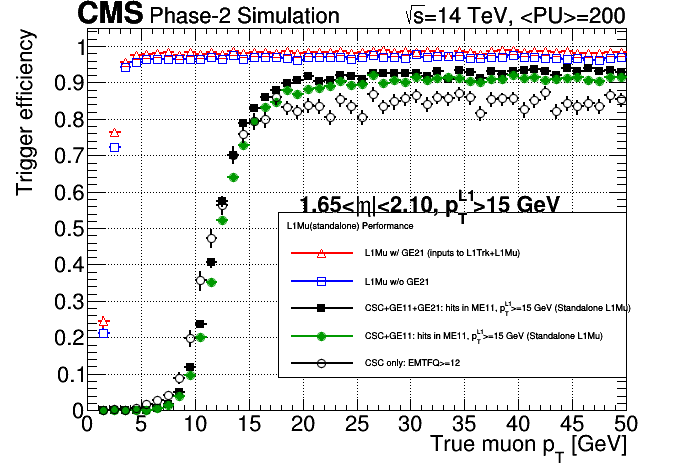 CMS Phase-2 Simulation √s=14 TeV, <PU>=200
Trigger efficiency
1
0.9
0.8
0.7
0.6
0.5
0.4
0.3
0.2
0.1
0
1.65<|η|<2.10, p_T^L1>15 GeV
L1Mu(standalone) Performance
L1Mu w/ GE21 (inputs to L1Trk+L1Mu)
L1Mu w/o GE21
CSC+GE11+GE21: hits in ME11, p_T^L1>=15 GeV (Standalone L1Mu)
CSC+GE11: hits in ME11, p_T^L1>=15 GeV (Standalone L1Mu)
CSC only: EMTFQ>=12
0 5 10 15 20 25 30 35 40 45 50
True muon p_T [GeV]